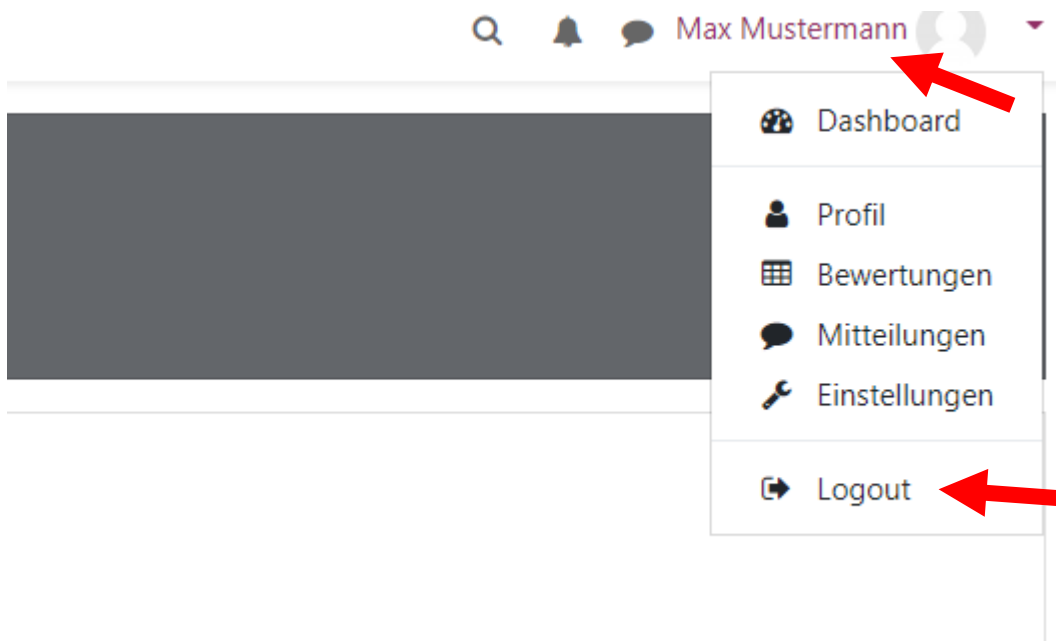 Max Mustermann
Dashboard
Profil
Bewertungen
Mitteilungen
Einstellungen
Logout